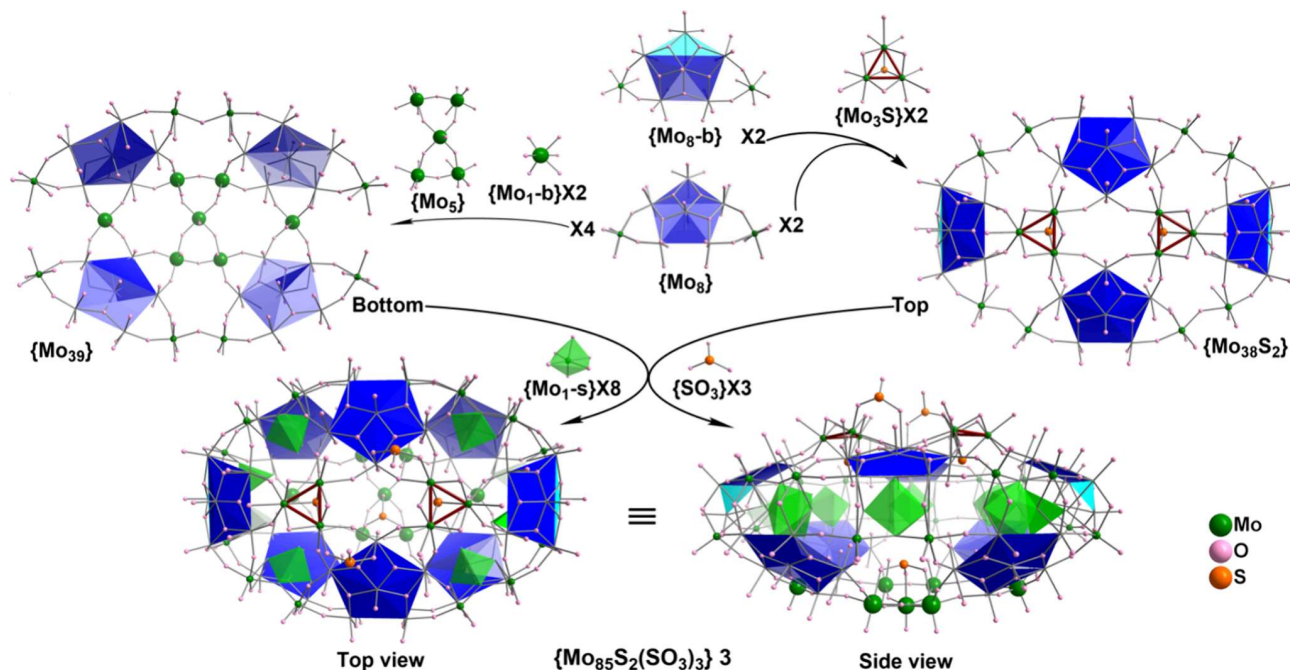 {Mo₈-b} X2
{Mo₃S}X2
{Mo₅}
{Mo₁-b}X2
X4
{Mo₈}
X2
{Mo₃₉}
Bottom
Top
{Mo₃₈S₂}
{Mo₁-s}X8
{SO₃}X3
≡
Mo
O
S
Top view
{Mo₈₅S₂(SO₃)₃} 3
Side view